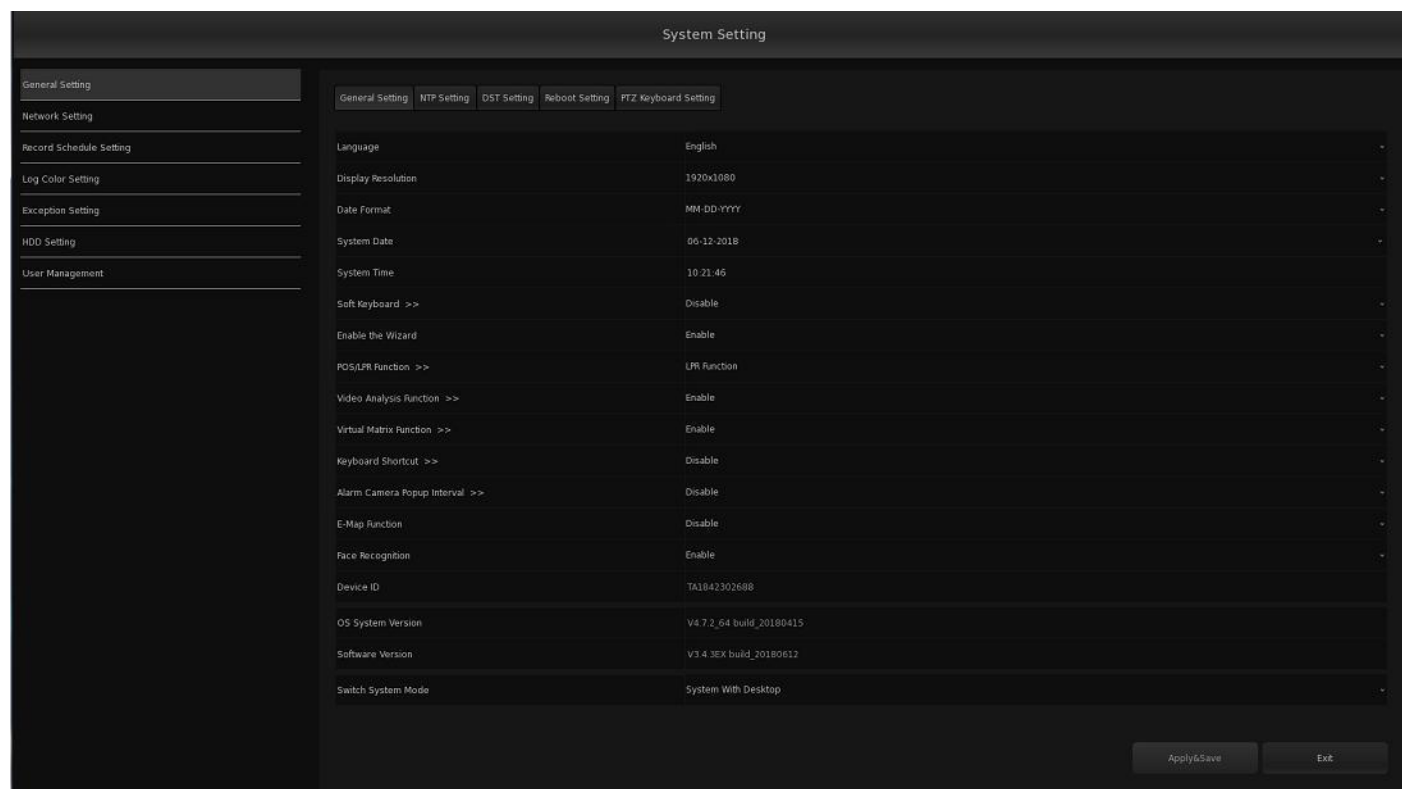 System Setting
General Setting
Network Setting
Record Schedule Setting
Log Color Setting
Exception Setting
HDD Setting
User Management
General Setting NTP Setting DST Setting Reboot Setting PTZ Keyboard Setting
Language English
Display Resolution 1920x1080
Date Format MM-DD-YYYY
System Date 06-12-2018
System Time 10:21:46
Soft Keyboard >> Disable
Enable the Wizard Enable
POS/LPR Function >> LPR Function
Video Analysis Function >> Enable
Virtual Matrix Function >> Enable
Keyboard Shortcut >> Disable
Alarm Camera Popup Interval >> Disable
E-Map Function Disable
Face Recognition Enable
Device ID TA1842302688
OS System Version V4.7.2_64 build_20180415
Software Version V3.4.3EX build_20180612
Switch System Mode System With Desktop
Apply&Save Exit